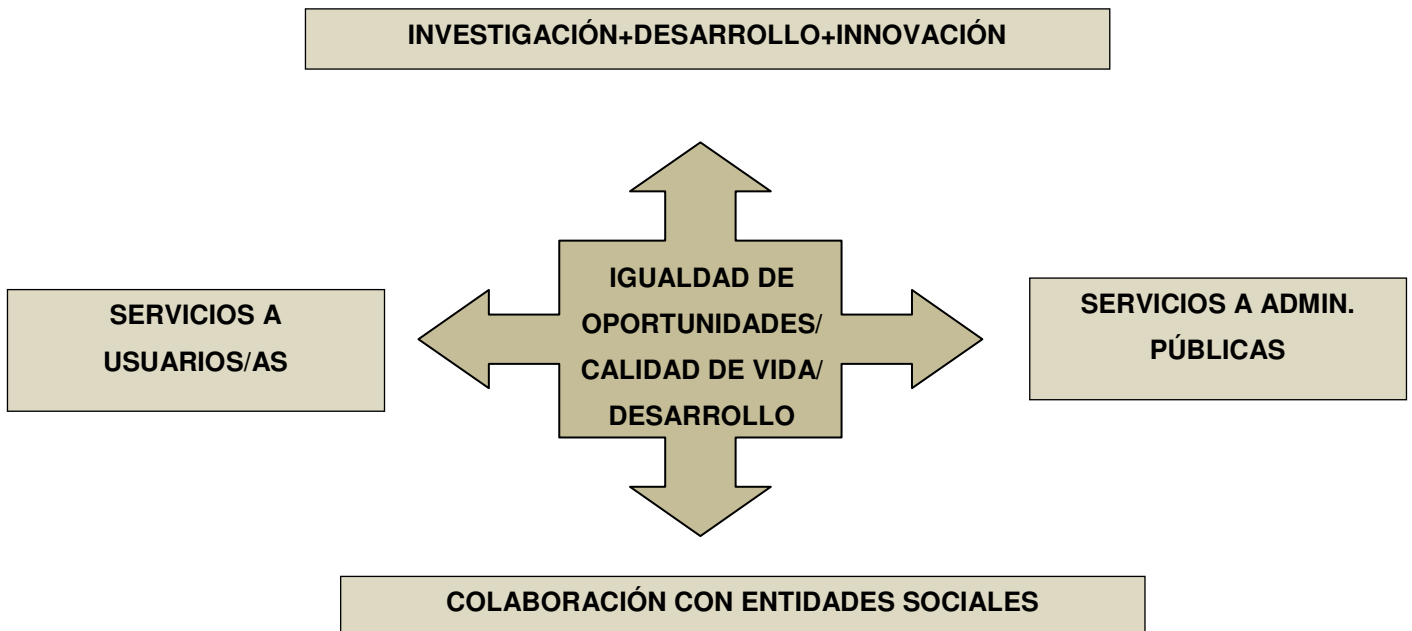 INVESTIGACIÓN+DESARROLLO+INNOVACIÓN
SERVICIOS A
USUARIOS/AS
IGUALDAD DE
OPORTUNIDADES/
CALIDAD DE VIDA/
DESARROLLO
SERVICIOS A ADMIN.
PÚBLICAS
COLABORACIÓN CON ENTIDADES SOCIALES